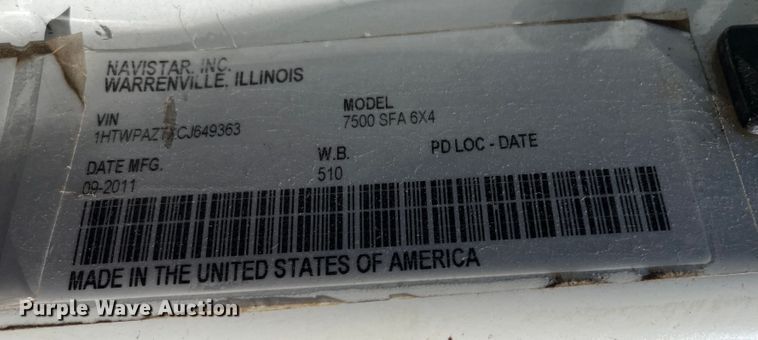 NAVISTAR, INC.
WARRENVILLE, ILLINOIS
VIN
1HTWPAZTXCJ649363
MODEL
7500 SFA 6X4
DATE MFG.
09-2011
W.B.
510
PD LOC - DATE
MADE IN THE UNITED STATES OF AMERICA
Purple Wave Auction